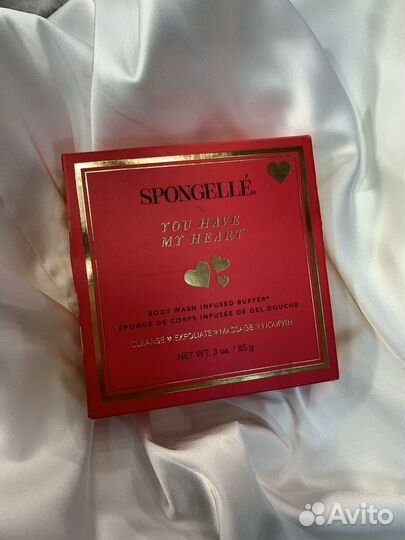 SPONGELLÉ®
YOU HAVE
MY HEART
BODY WASH INFUSED BUFFER®
ÉPONGE DE CORPS INFUSÉE DE GEL DOUCHE
CLEANSE ♥ EXFOLIATE ♥ MASSAGE ♥ NOURISH
NET WT. 3 oz. / 85 g
Avito